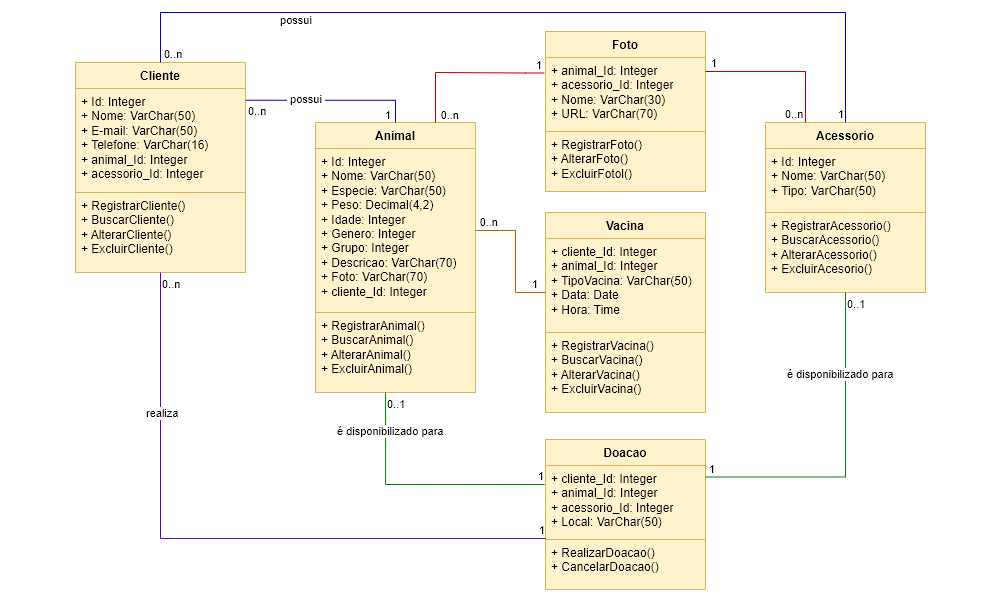 possui
0..n
Cliente
+ Id: Integer
+ Nome: VarChar(50)
+ E-mail: VarChar(50)
+ Telefone: VarChar(16)
+ animal_Id: Integer
+ acessorio_Id: Integer
+ RegistrarCliente()
+ BuscarCliente()
+ AlterarCliente()
+ ExcluirCliente()
0..n
possui
1
0..n
Animal
+ Id: Integer
+ Nome: VarChar(50)
+ Especie: VarChar(50)
+ Peso: Decimal(4,2)
+ Idade: Integer
+ Genero: Integer
+ Grupo: Integer
+ Descricao: VarChar(70)
+ Foto: VarChar(70)
+ cliente_Id: Integer
+ RegistrarAnimal()
+ BuscarAnimal()
+ AlterarAnimal()
+ ExcluirAnimal()
1
Foto
1
+ animal_Id: Integer
+ acessorio_Id: Integer
+ Nome: VarChar(30)
+ URL: VarChar(70)
+ RegistrarFoto()
+ AlterarFoto()
+ ExcluirFotol()
0..n
1
Acessorio
+ Id: Integer
+ Nome: VarChar(50)
+ Tipo: VarChar(50)
+ RegistrarAcessorio()
+ BuscarAcessorio()
+ AlterarAcessorio()
+ ExcluirAcesorio()
0..n
1
Vacina
+ cliente_Id: Integer
+ animal_Id: Integer
+ TipoVacina: VarChar(50)
+ Data: Date
+ Hora: Time
+ RegistrarVacina()
+ BuscarVacina()
+ AlterarVacina()
+ ExcluirVacina()
0..n
realiza
1
0..1
é disponibilizado para
1
0..1
é disponibilizado para
1
Doacao
+ cliente_Id: Integer
+ animal_Id: Integer
+ acessorio_Id: Integer
+ Local: VarChar(50)
+ RealizarDoacao()
+ CancelarDoacao()